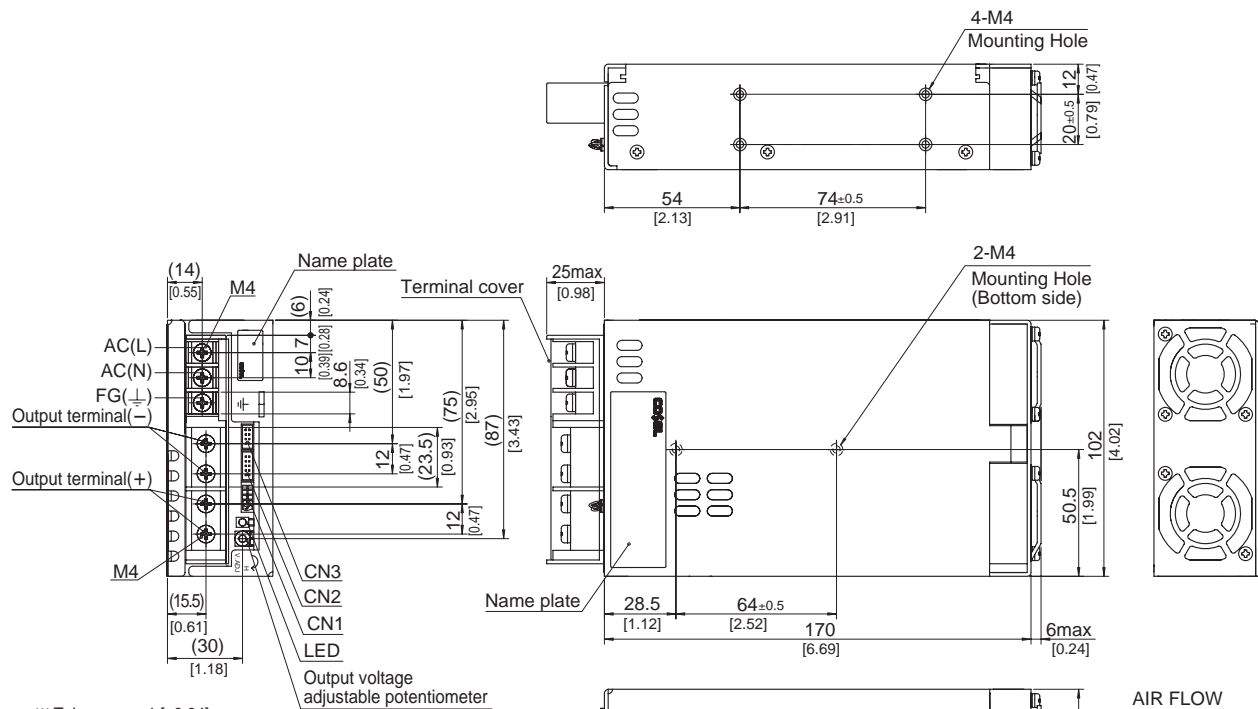 4-M4
Mounting Hole
12
[0.47]
20±0.5
[0.79]
54
[2.13]
74±0.5
[2.91]
(14)
[0.55]
Name plate
M4
(6)
[0.24]
Terminal cover
25max
[0.98]
2-M4
Mounting Hole
(Bottom side)
AC(L)
AC(N)
FG(⏚)
Output terminal(−)
Output terminal(+)
M4
7
[0.28]
10
[0.39]
8.6
[0.34]
(50)
[1.97]
12
[0.47]
(23.5)
[0.93]
(75)
[2.95]
12
[0.47]
(87)
[3.43]
(15.5)
[0.61]
(30)
[1.18]
CN3
CN2
CN1
LED
Output voltage
adjustable potentiometer
V.ADJ
COSEL
Name plate
28.5
[1.12]
64±0.5
[2.52]
170
[6.69]
6max
[0.24]
50.5
[1.99]
102
[4.02]
AIR FLOW